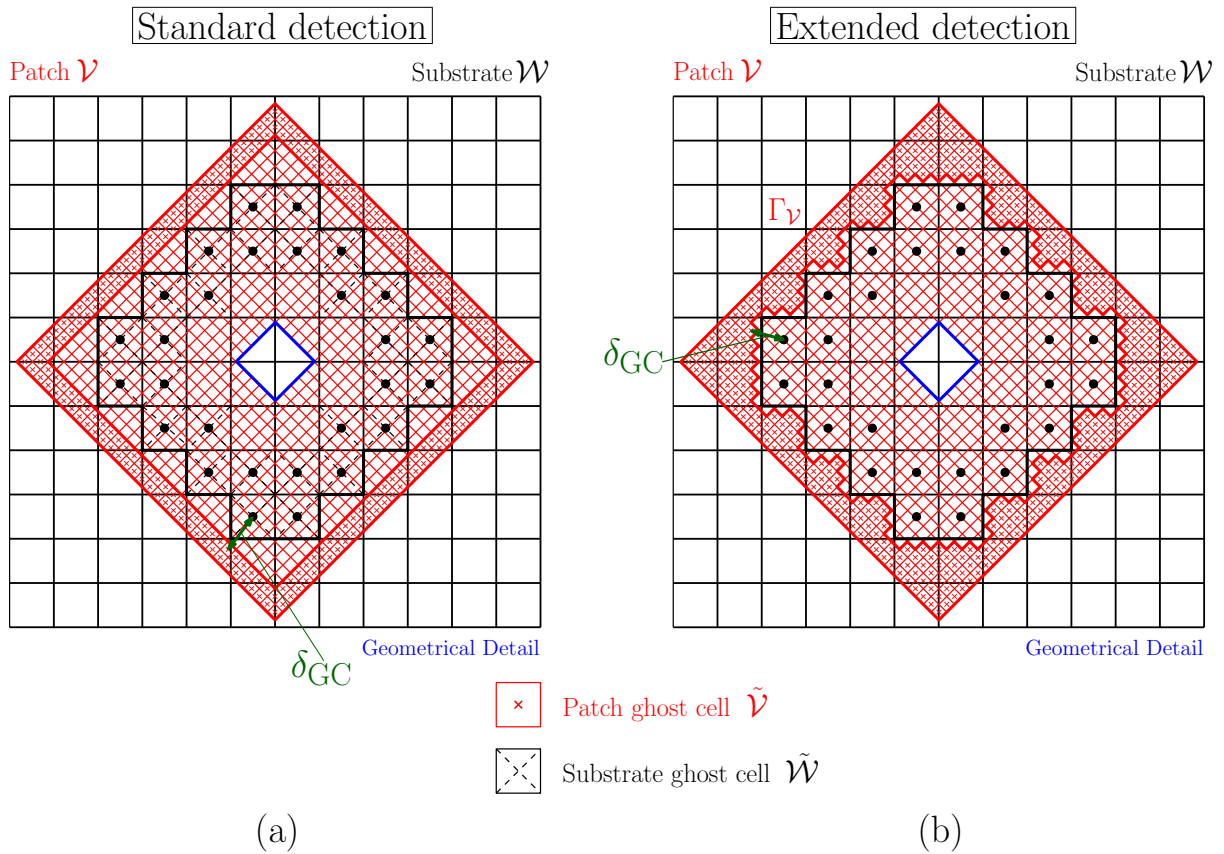 Standard detection
Extended detection
Patch 𝒱
Substrate 𝒲
Patch 𝒱
Substrate 𝒲
Γ𝒱
δGC
δGC
Geometrical Detail
Geometrical Detail
Patch ghost cell 𝒱̃
Substrate ghost cell 𝒲̃
(a)
(b)